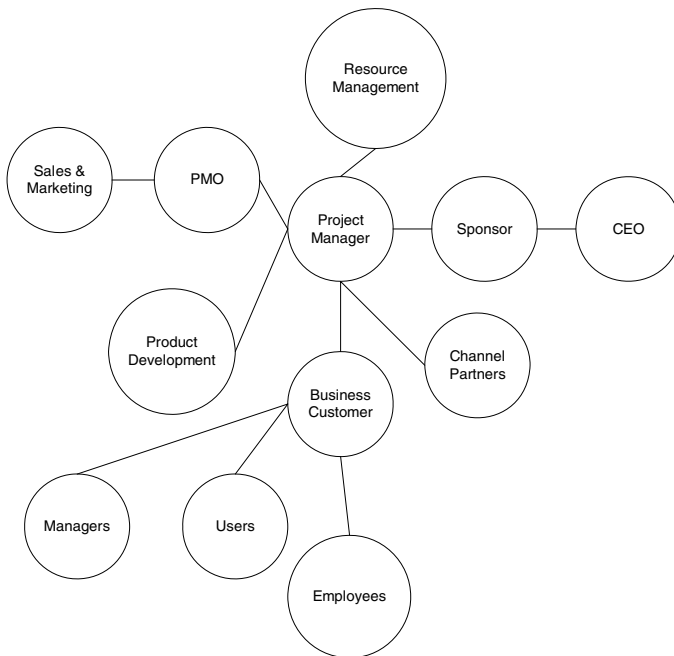 Resource
Management
Sales &
Marketing
PMO
Project
Manager
Sponsor
CEO
Product
Development
Channel
Partners
Business
Customer
Managers
Users
Employees